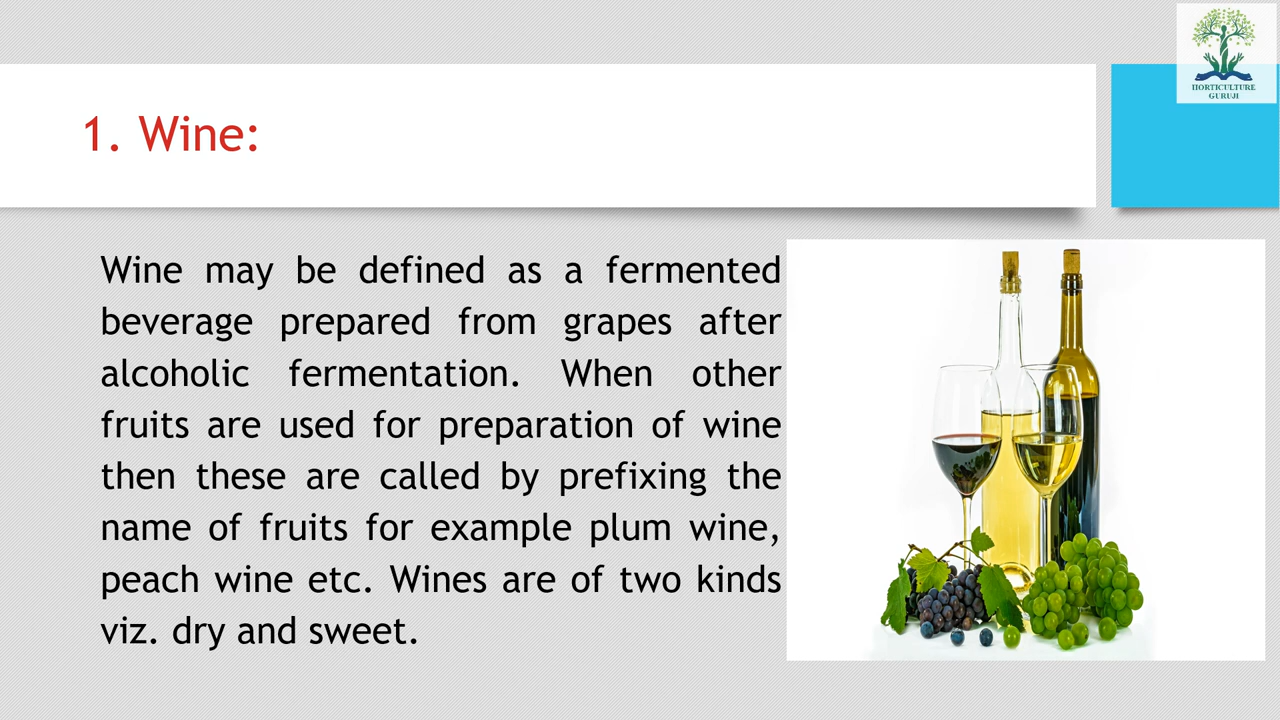 HORTICULTURE
GURUJI
1. Wine:
Wine may be defined as a fermented
beverage prepared from grapes after
alcoholic fermentation. When other
fruits are used for preparation of wine
then these are called by prefixing the
name of fruits for example plum wine,
peach wine etc. Wines are of two kinds
viz. dry and sweet.